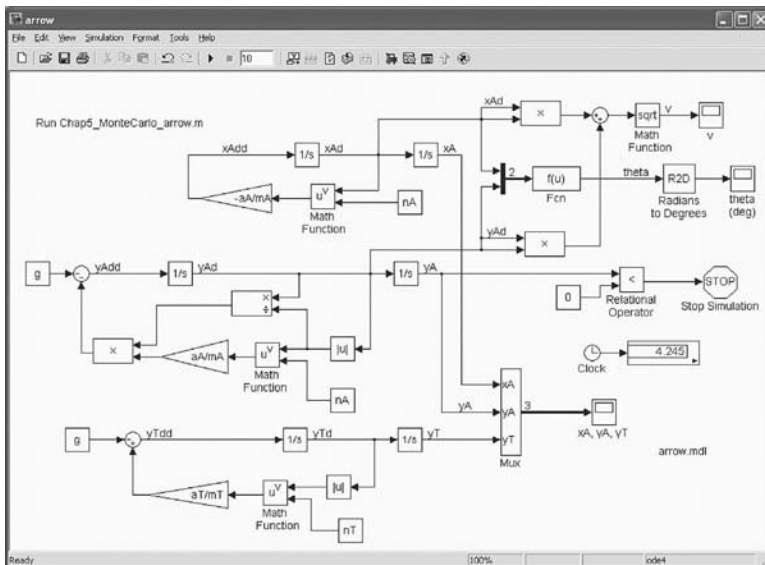 arrow
File Edit View Simulation Format Tools Help
10
Run Chap5_MonteCarlo_arrow.m
xAdd
1/s
xAd
1/s
xA
-aA/mA
u^v
Math
Function
nA
xAd
×
sqrt
Math
Function
v
v
2
f(u)
Fcn
theta
R2D
Radians
to Degrees
theta
(deg)
yAd
×
g
yAdd
1/s
yAd
1/s
yA
<
Relational
Operator
0
STOP
Stop Simulation
×
÷
×
aA/mA
u^v
Math
Function
|u|
nA
Clock
4.245
xA
yA
yA
yT
Mux
3
xA, yA, yT
arrow.mdl
g
yTdd
1/s
yTd
1/s
yT
aT/mT
u^v
Math
Function
|u|
nT
Ready
100%
ode4